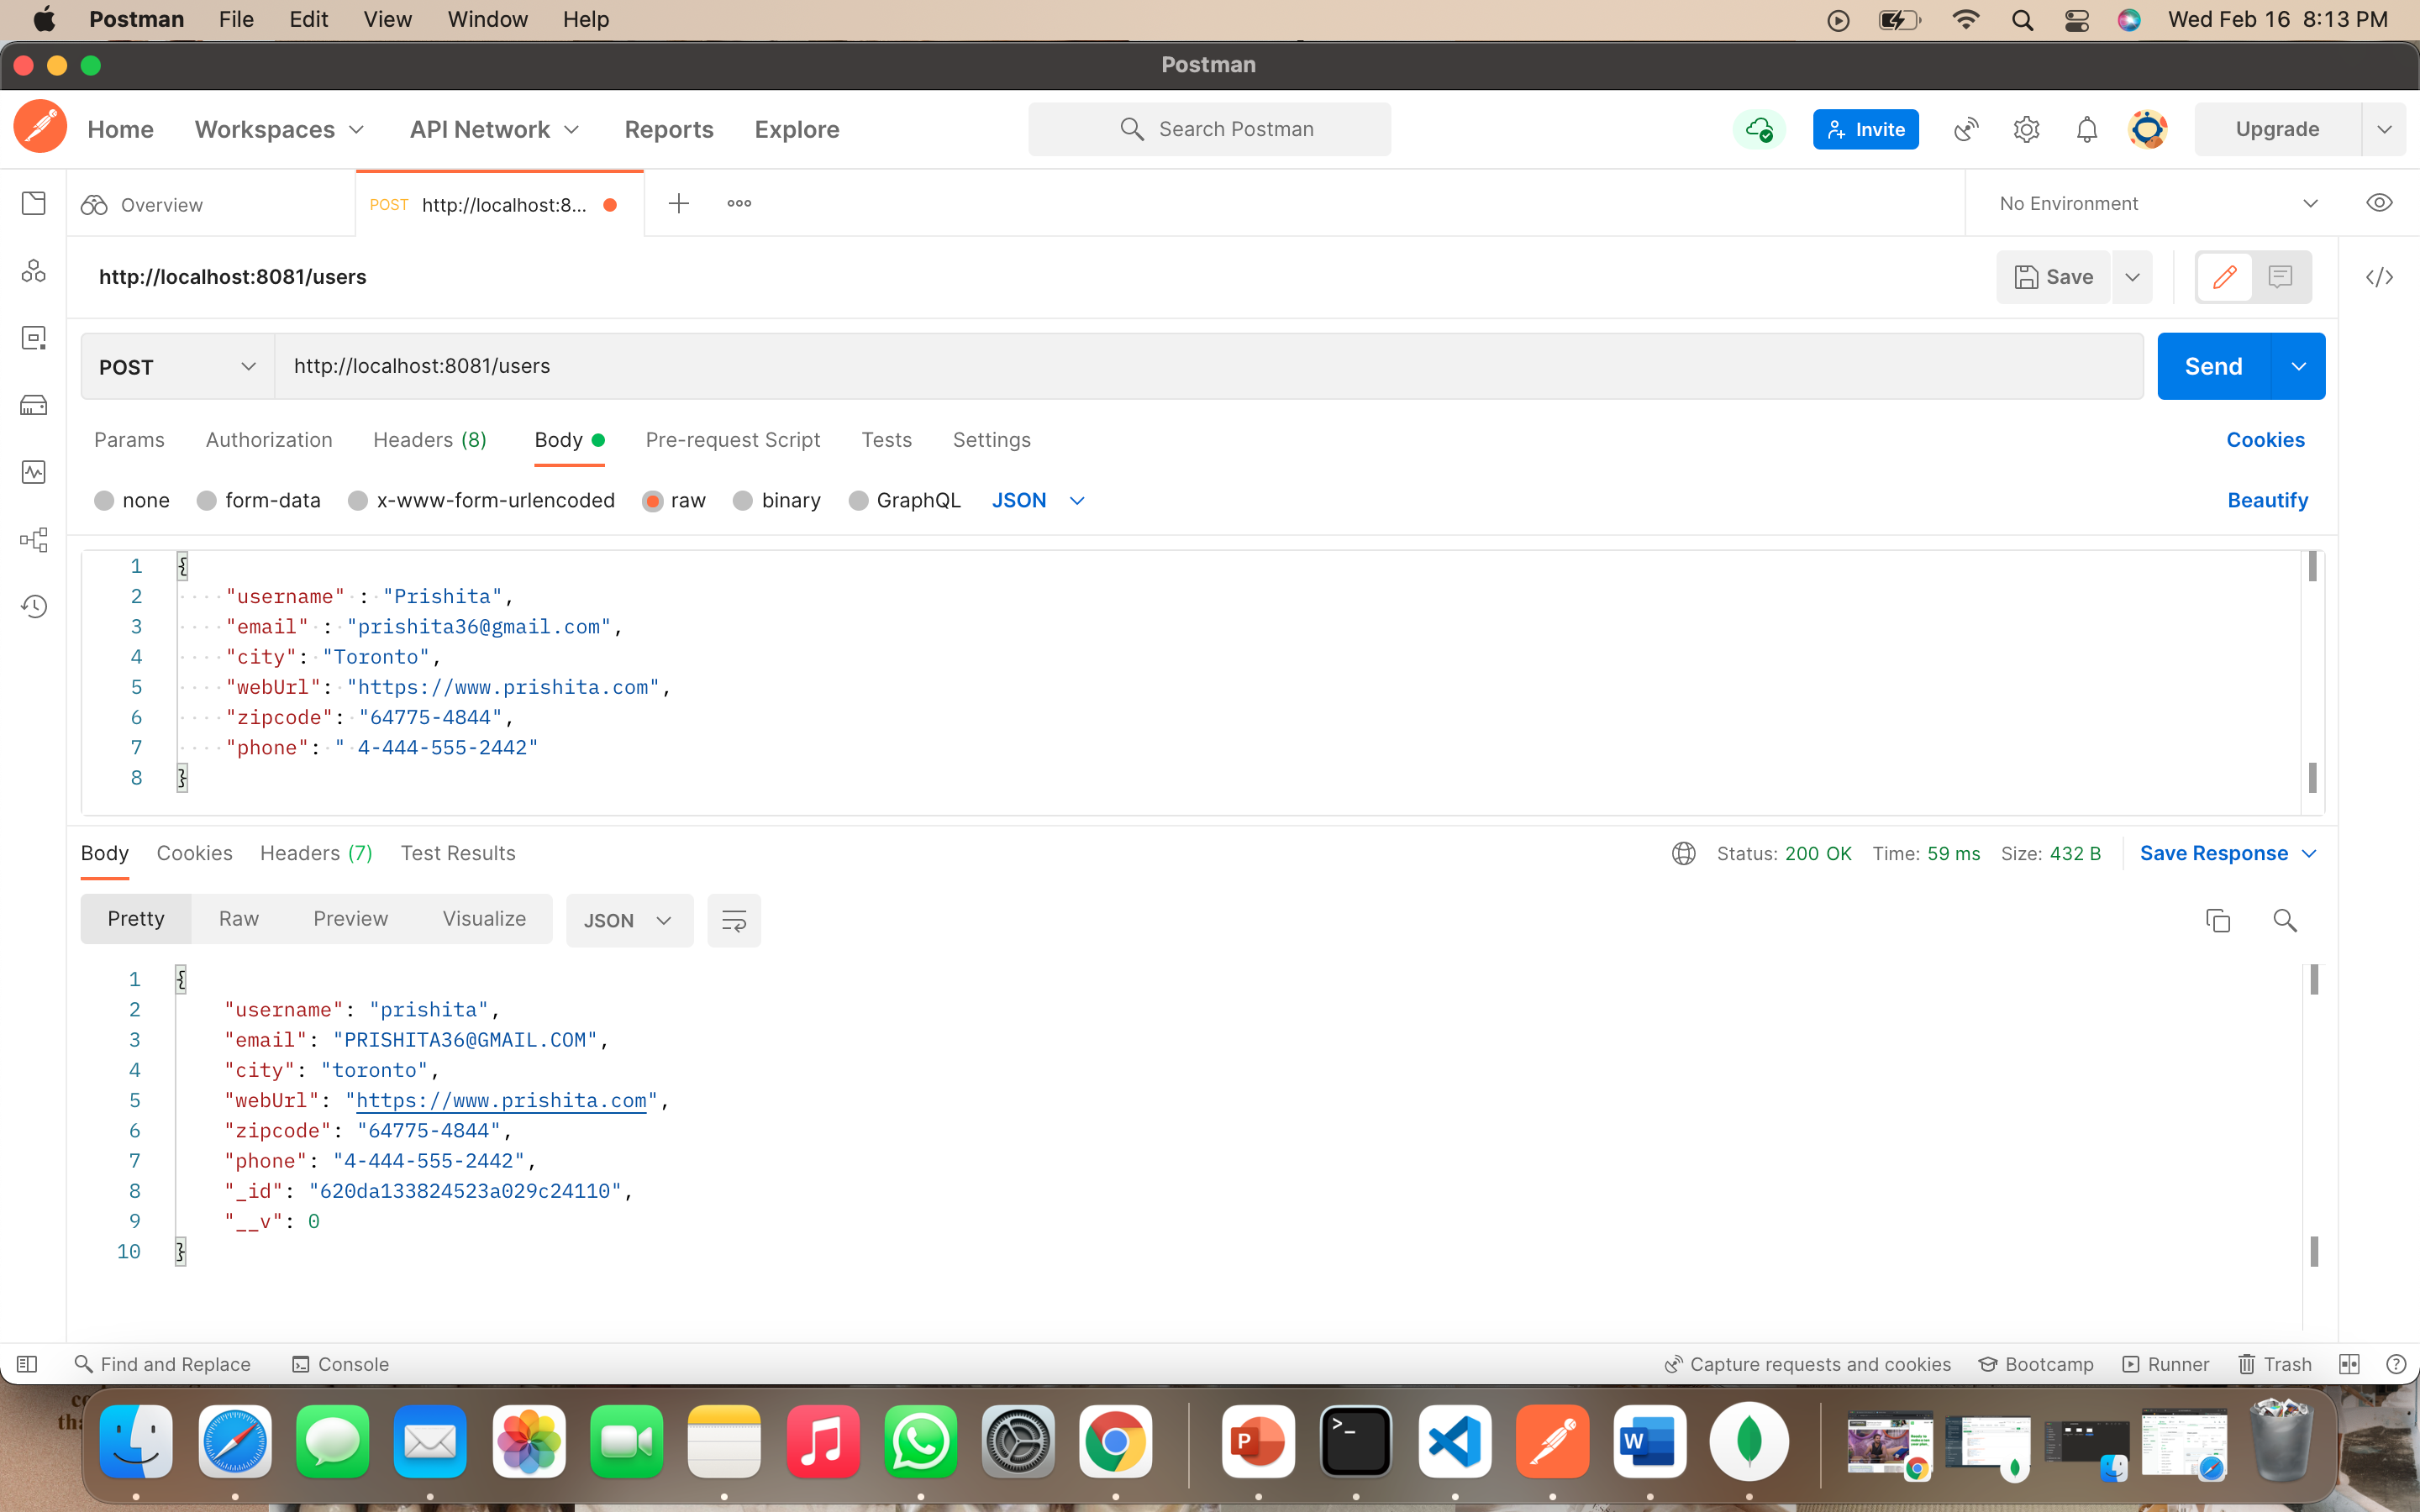 Postman File Edit View Window Help Wed Feb 16 8:13 PM
Postman
Home Workspaces API Network Reports Explore Search Postman Invite Upgrade
Overview POST http://localhost:8... No Environment
http://localhost:8081/users Save
POST http://localhost:8081/users Send
Params Authorization Headers (8) Body Pre-request Script Tests Settings Cookies
none form-data x-www-form-urlencoded raw binary GraphQL JSON Beautify
1 {
2 "username" : "Prishita",
3 "email" : "prishita36@gmail.com",
4 "city": "Toronto",
5 "webUrl": "https://www.prishita.com",
6 "zipcode": "64775-4844",
7 "phone": " 4-444-555-2442"
8 }
Body Cookies Headers (7) Test Results Status: 200 OK Time: 59 ms Size: 432 B Save Response
Pretty Raw Preview Visualize JSON
1 {
2 "username": "prishita",
3 "email": "PRISHITA36@GMAIL.COM",
4 "city": "toronto",
5 "webUrl": "https://www.prishita.com",
6 "zipcode": "64775-4844",
7 "phone": "4-444-555-2442",
8 "_id": "620da133824523a029c24110",
9 "__v": 0
10 }
Find and Replace Console Capture requests and cookies Bootcamp Runner Trash